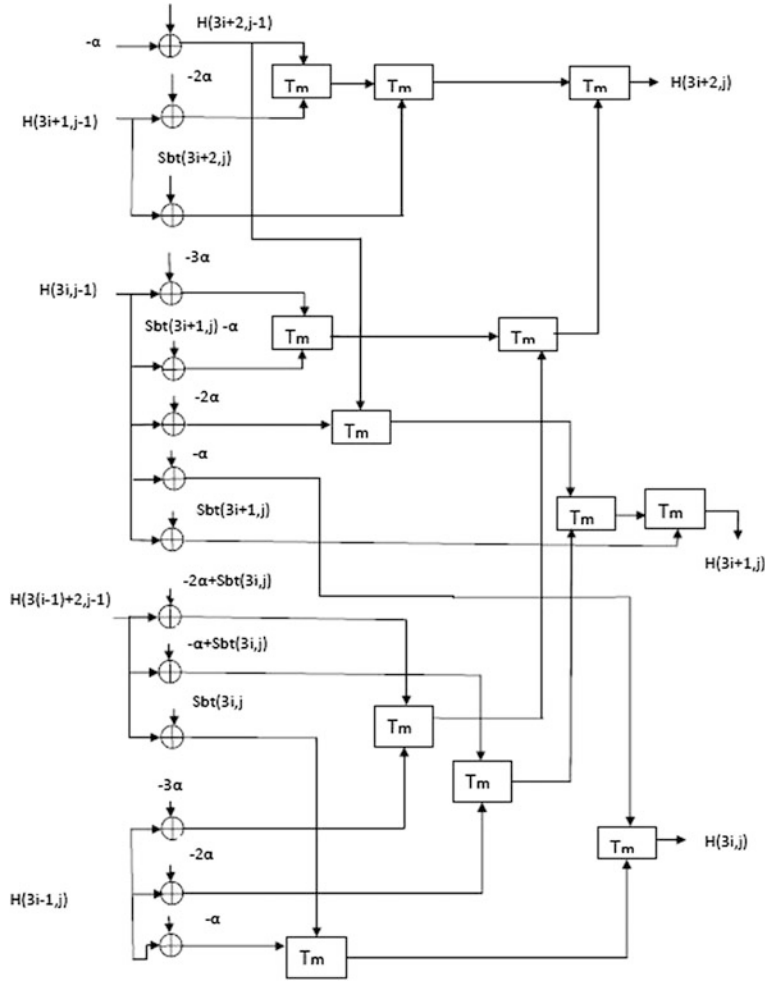 H(3i+2,j-1)
-α
-2α
Tm
Tm
Tm
H(3i+2,j)
H(3i+1,j-1)
Sbt(3i+2,j)
-3α
H(3i,j-1)
Sbt(3i+1,j) -α
Tm
Tm
-2α
Tm
-α
Sbt(3i+1,j)
Tm
Tm
H(3i+1,j)
-2α+Sbt(3i,j)
H(3(i-1)+2,j-1)
-α+Sbt(3i,j)
Sbt(3i,j
Tm
Tm
-3α
-2α
Tm
H(3i,j)
H(3i-1,j)
-α
Tm